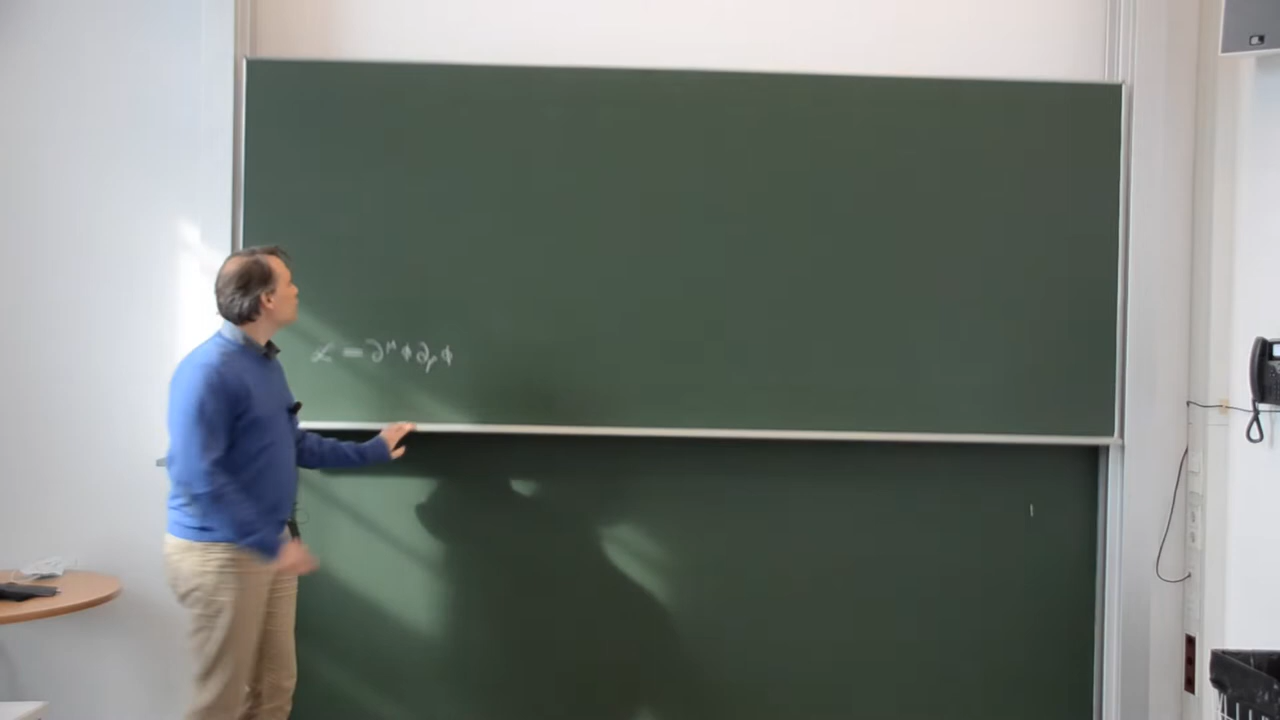 ℒ = ∂^μ ϕ ∂_μ ϕ